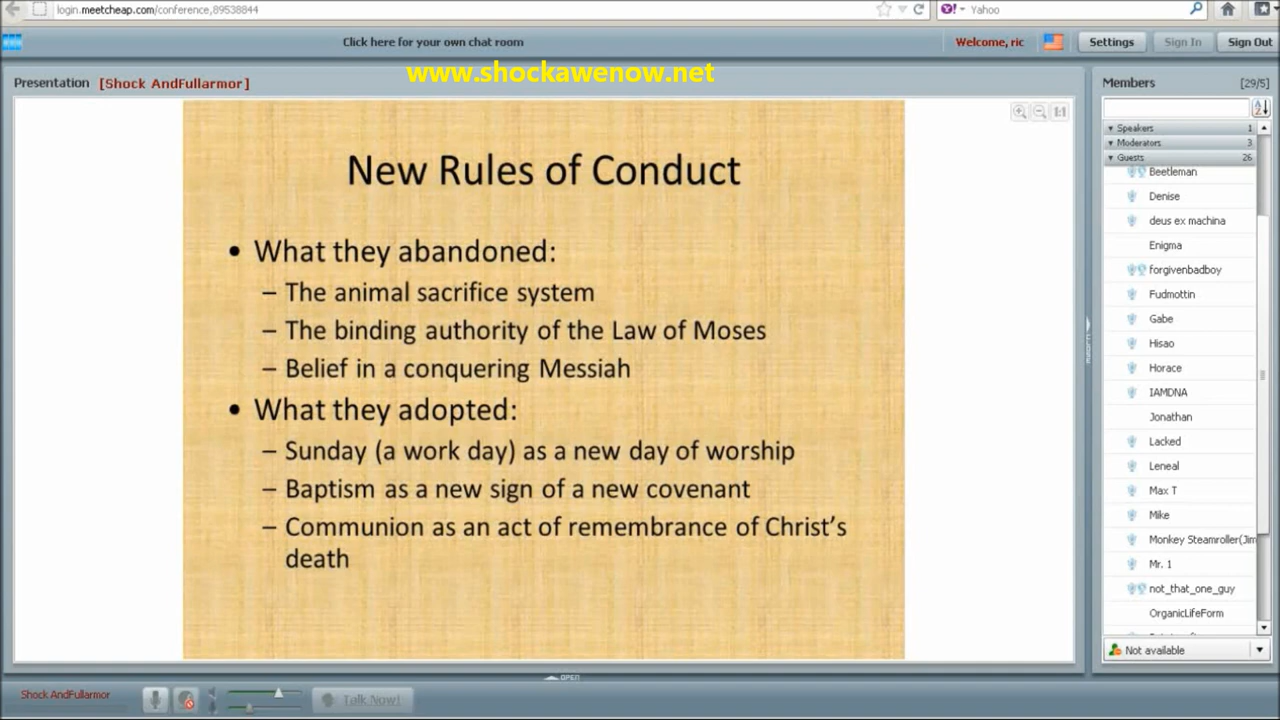 login.meetcheap.com/conference,89538844
Yahoo
Click here for your own chat room
Welcome, ric
Settings
Sign In
Sign Out
Presentation [Shock AndFullarmor]
www.shockawenow.net
Members [29/5]
New Rules of Conduct
• What they abandoned:
– The animal sacrifice system
– The binding authority of the Law of Moses
– Belief in a conquering Messiah
• What they adopted:
– Sunday (a work day) as a new day of worship
– Baptism as a new sign of a new covenant
– Communion as an act of remembrance of Christ's
death
Speakers 1
Moderators 3
Guests 26
Beetleman
Denise
deus ex machina
Enigma
forgivenbadboy
Fudmottin
Gabe
Hisao
Horace
IAMDNA
Jonathan
Lacked
Leneal
Max T
Mike
Monkey Steamroller(Jim
Mr. 1
not_that_one_guy
OrganicLifeForm
Not available
OPEN
Shock AndFullarmor
Talk Now!